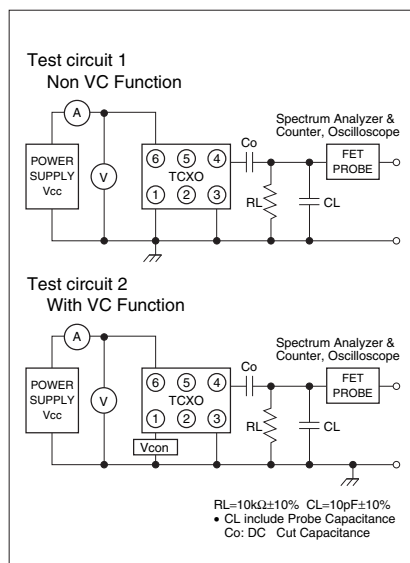 Test circuit 1
Non VC Function
A
Co
Spectrum Analyzer &
Counter, Oscilloscope
POWER
SUPPLY
Vcc
V
6 5 4
TCXO
1 2 3
RL
CL
FET
PROBE
Test circuit 2
With VC Function
A
Co
Spectrum Analyzer &
Counter, Oscilloscope
POWER
SUPPLY
Vcc
V
6 5 4
TCXO
1 2 3
Vcon
RL
CL
FET
PROBE
RL=10kΩ±10% CL=10pF±10%
• CL include Probe Capacitance
Co: DC Cut Capacitance